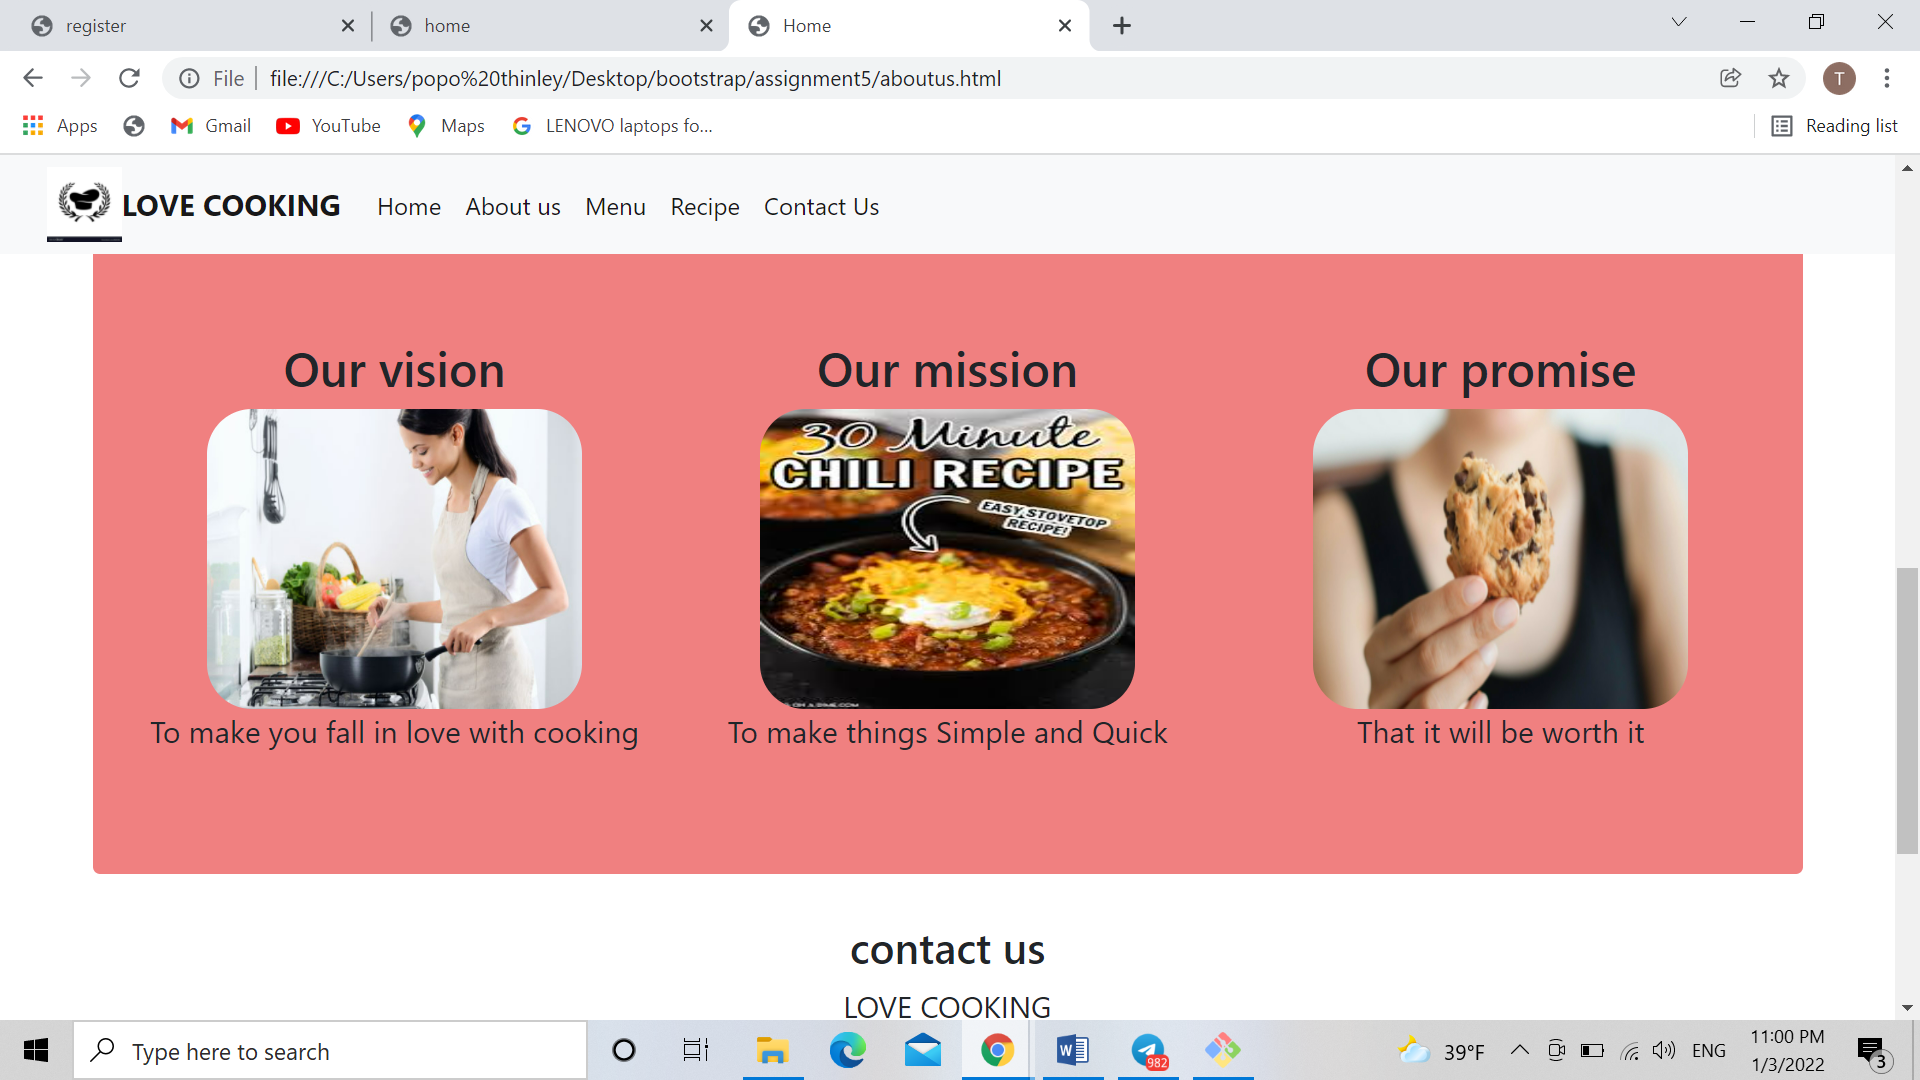 register
home
Home
File
file:///C:/Users/popo%20thinley/Desktop/bootstrap/assignment5/aboutus.html
T
Apps
Gmail
YouTube
Maps
LENOVO laptops fo...
Reading list
LOVE COOKING
Home
About us
Menu
Recipe
Contact Us
Our vision
Our mission
Our promise
30 Minute
CHILI RECIPE
EASY STOVETOP
RECIPE!
To make you fall in love with cooking
To make things Simple and Quick
That it will be worth it
contact us
LOVE COOKING
Type here to search
982
39°F
ENG
11:00 PM
1/3/2022
3